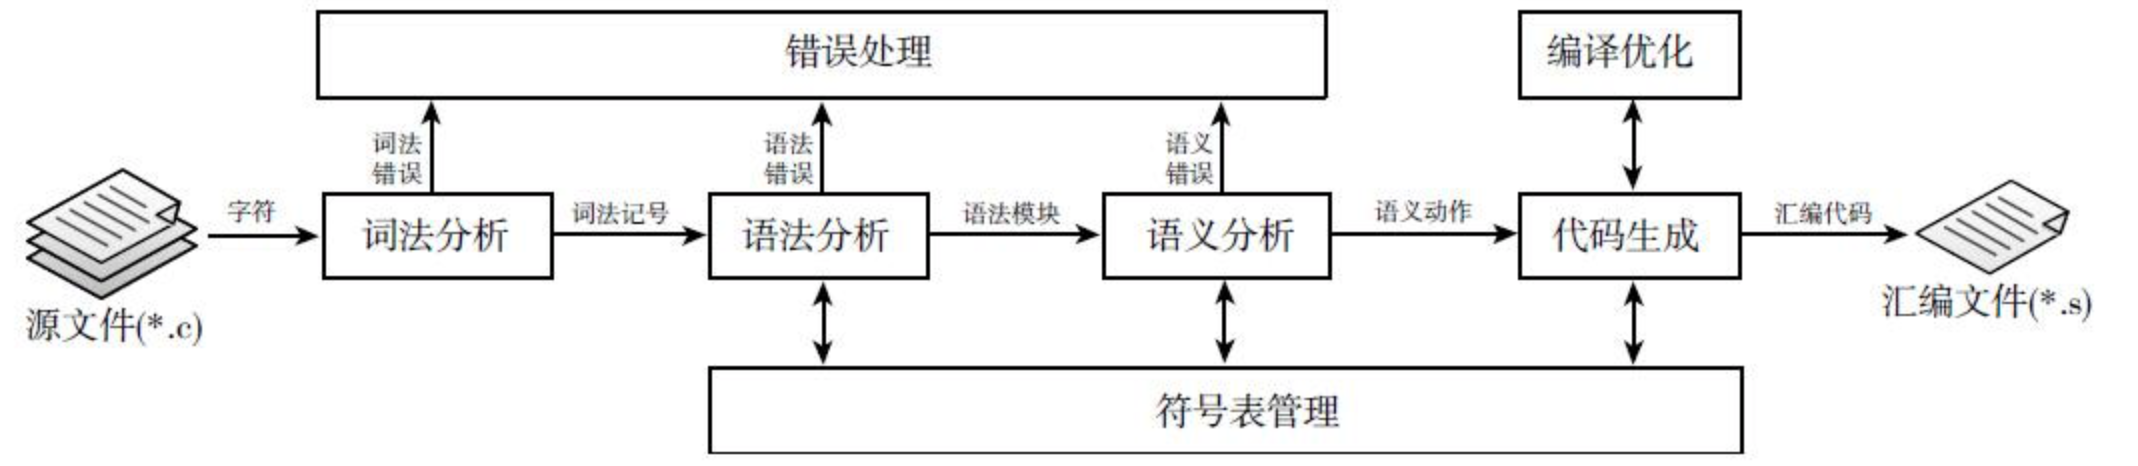 错误处理
编译优化
词法
错误
语法
错误
语义
错误
字符
词法分析
词法记号
语法分析
语法模块
语义分析
语义动作
代码生成
汇编代码
源文件(*.c)
汇编文件(*.s)
符号表管理